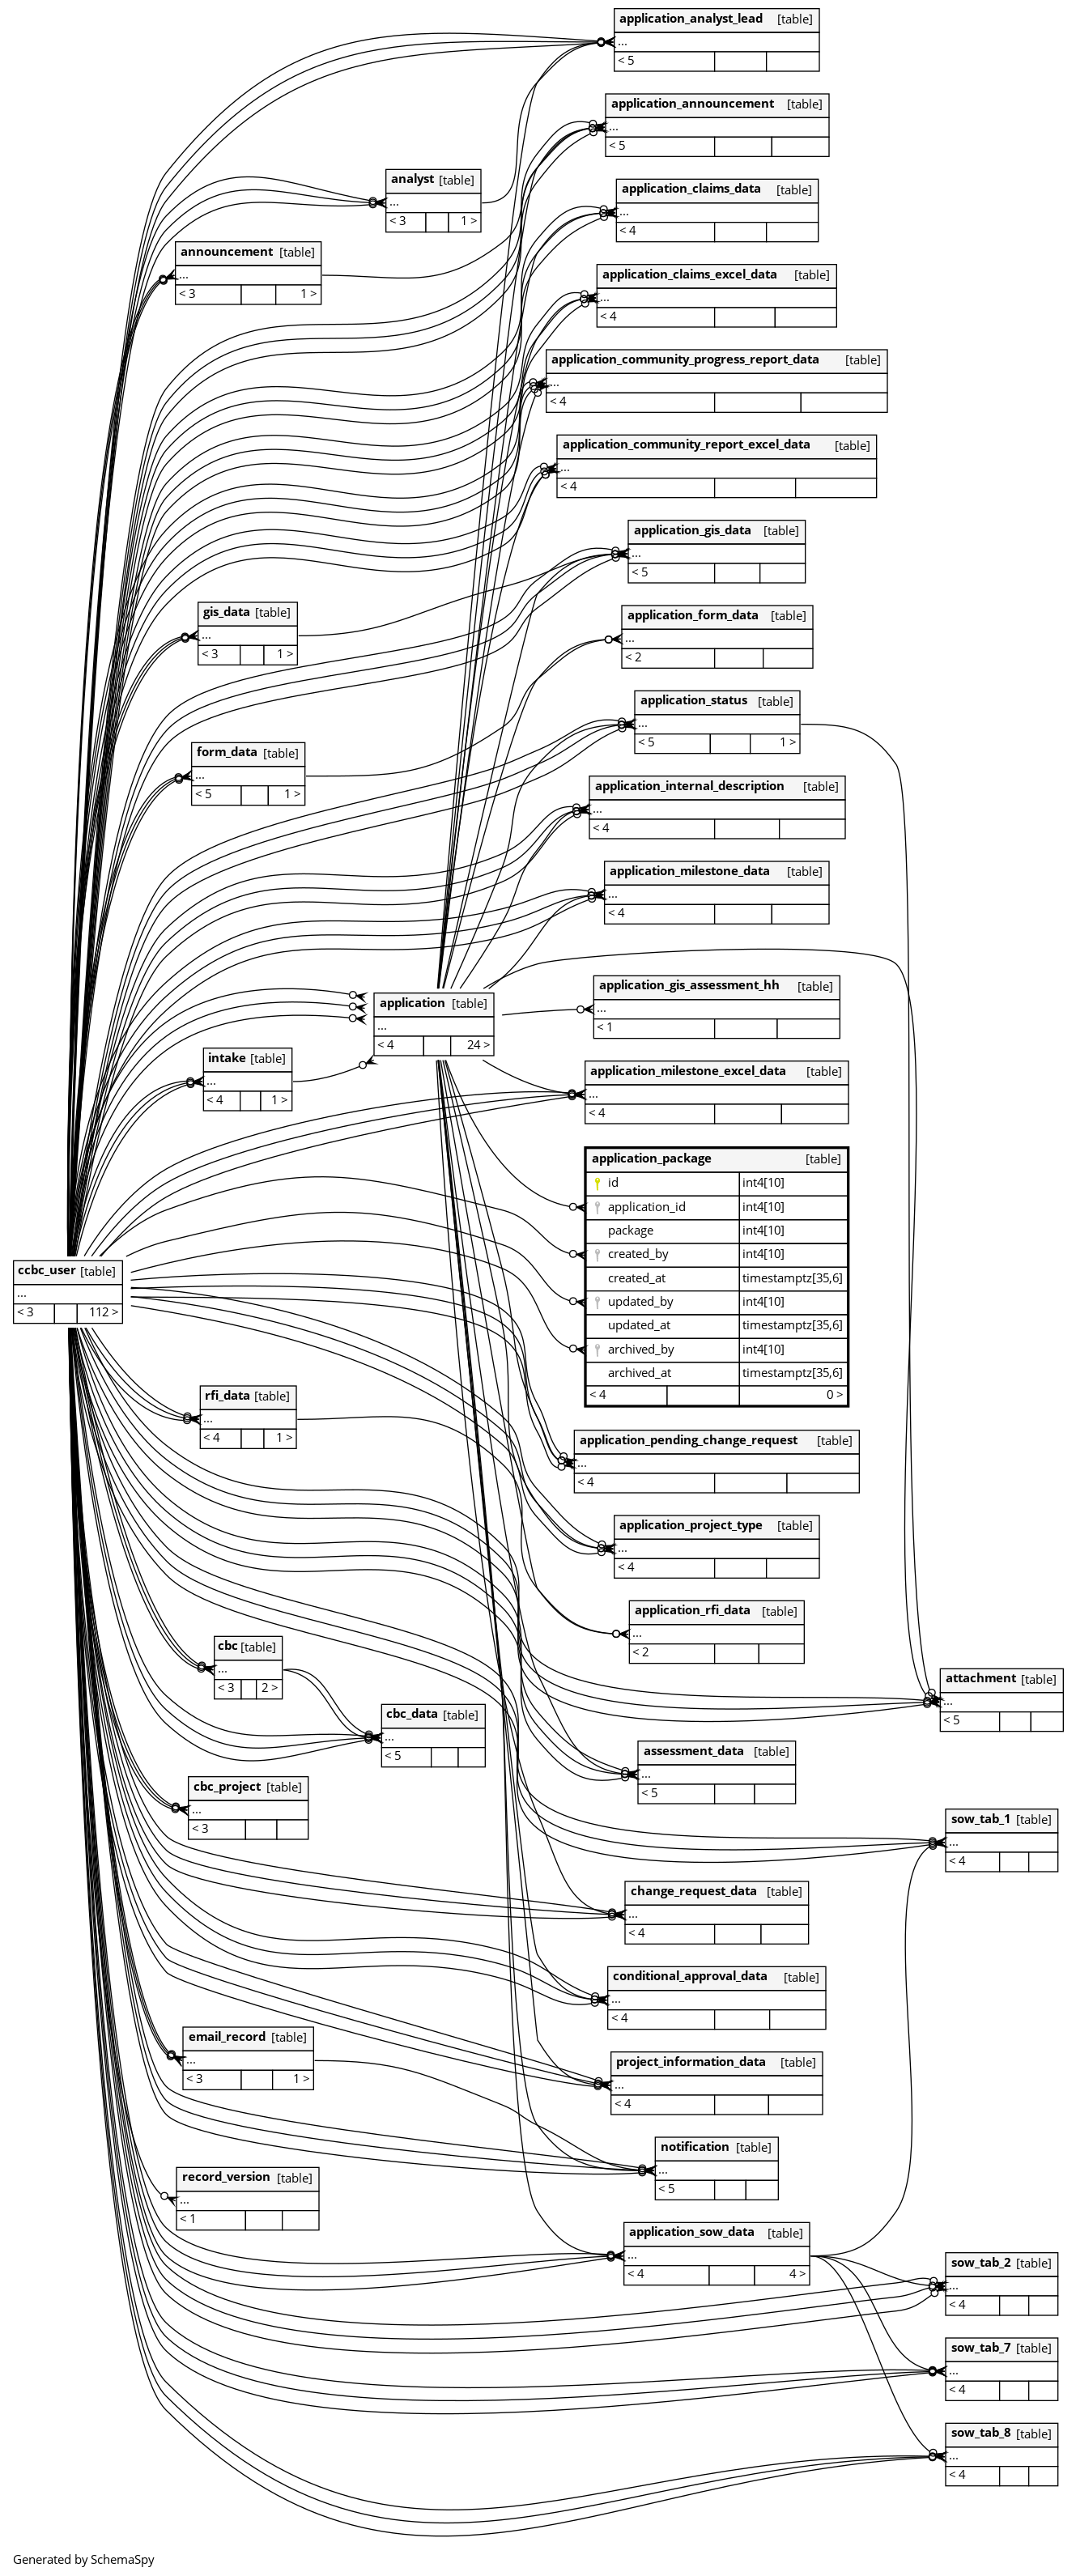 application_analyst_lead [table]
...
< 5
application_announcement [table]
...
< 5
analyst [table]
...
< 3 1 >
application_claims_data [table]
...
< 4
announcement [table]
...
< 3 1 >
application_claims_excel_data [table]
...
< 4
application_community_progress_report_data [table]
...
< 4
application_community_report_excel_data [table]
...
< 4
application_gis_data [table]
...
< 5
gis_data [table]
...
< 3 1 >
application_form_data [table]
...
< 2
application_status [table]
...
< 5 1 >
form_data [table]
...
< 5 1 >
application_internal_description [table]
...
< 4
application_milestone_data [table]
...
< 4
application_gis_assessment_hh [table]
...
< 1
application [table]
...
< 4 24 >
intake [table]
...
< 4 1 >
application_milestone_excel_data [table]
...
< 4
application_package [table]
id int4[10]
application_id int4[10]
package int4[10]
created_by int4[10]
created_at timestamptz[35,6]
updated_by int4[10]
updated_at timestamptz[35,6]
archived_by int4[10]
archived_at timestamptz[35,6]
< 4 0 >
ccbc_user [table]
...
< 3 112 >
rfi_data [table]
...
< 4 1 >
application_pending_change_request [table]
...
< 4
application_project_type [table]
...
< 4
application_rfi_data [table]
...
< 2
cbc [table]
...
< 3 2 >
attachment [table]
...
< 5
cbc_data [table]
...
< 5
assessment_data [table]
...
< 5
cbc_project [table]
...
< 3
sow_tab_1 [table]
...
< 4
change_request_data [table]
...
< 4
conditional_approval_data [table]
...
< 4
email_record [table]
...
< 3 1 >
project_information_data [table]
...
< 4
notification [table]
...
< 5
record_version [table]
...
< 1
application_sow_data [table]
...
< 4 4 >
sow_tab_2 [table]
...
< 4
sow_tab_7 [table]
...
< 4
sow_tab_8 [table]
...
< 4
Generated by SchemaSpy